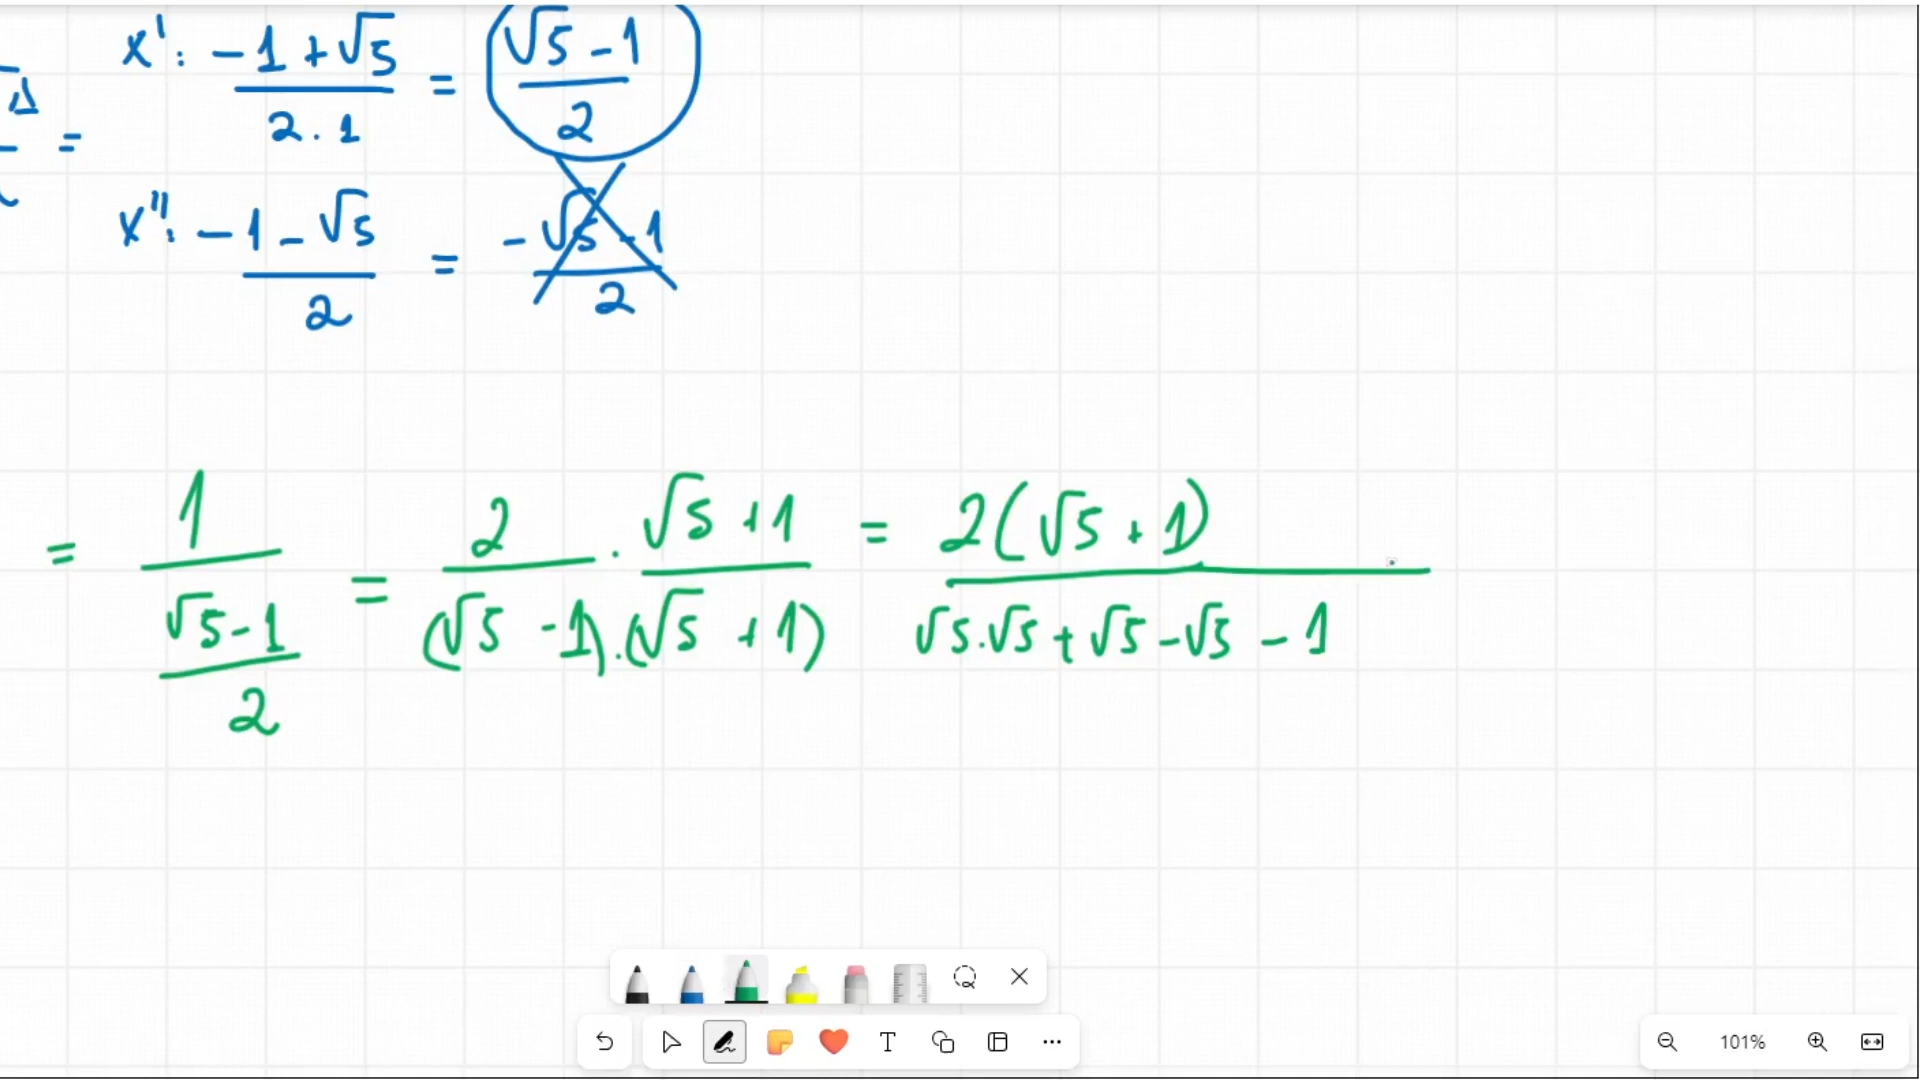 x': (-1 + √5)/(2 . 1) = (√5 - 1)/2
Δ =
x'': (-1 - √5)/2 = (-√5 - 1)/2
= 1/((√5 - 1)/2) = 2/(√5 - 1) . (√5 + 1)/(√5 + 1) = 2(√5 + 1)/(√5.√5 + √5 - √5 - 1)
T
101%